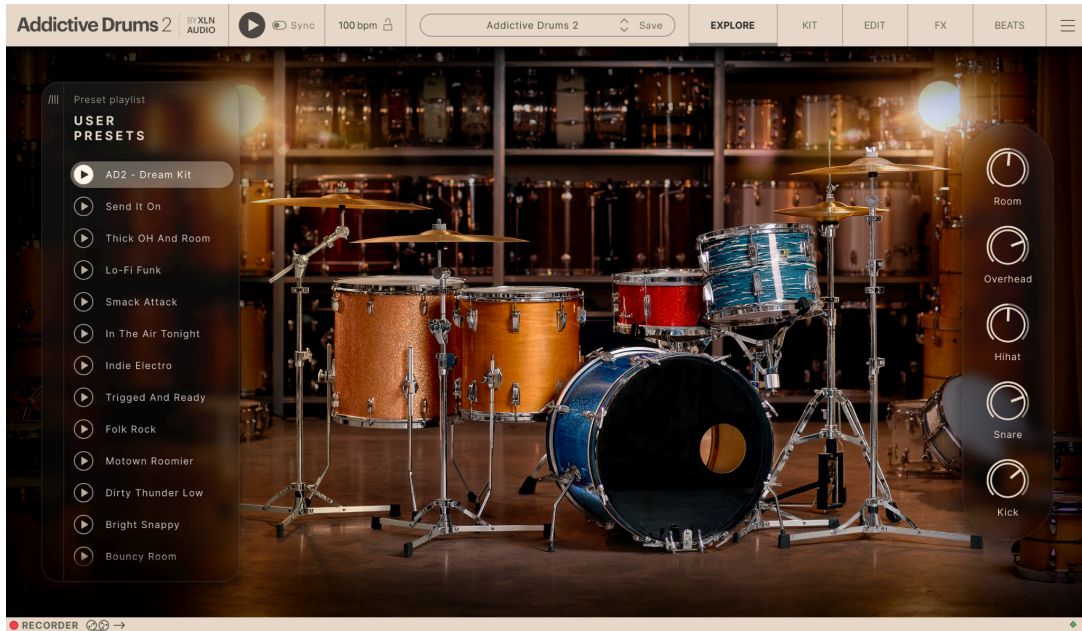 Addictive Drums 2 BY XLN AUDIO
Sync
100 bpm
Addictive Drums 2
Save
EXPLORE
KIT
EDIT
FX
BEATS
Preset playlist
USER
PRESETS
AD2 - Dream Kit
Send It On
Thick OH And Room
Lo-Fi Funk
Smack Attack
In The Air Tonight
Indie Electro
Trigged And Ready
Folk Rock
Motown Roomier
Dirty Thunder Low
Bright Snappy
Bouncy Room
Room
Overhead
Hihat
Snare
Kick
RECORDER